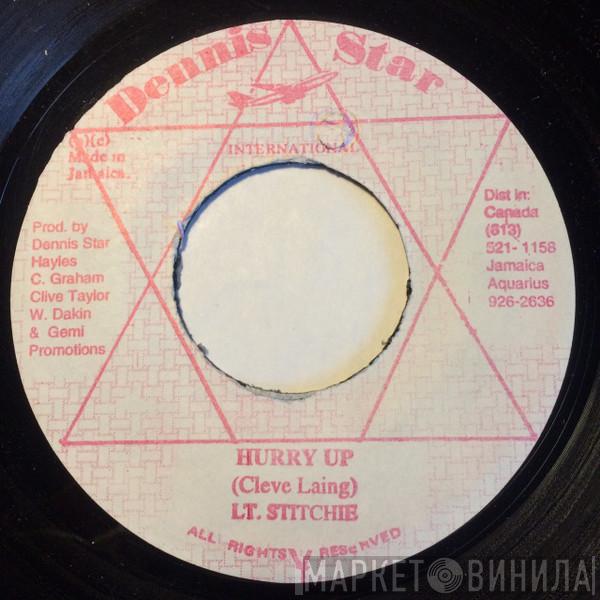 Dennis Star
INTERNATIONAL
Made in
Jamaica.
Prod. by
Dennis Star
Hayles
C. Graham
Clive Taylor
W. Dakin
& Gemi
Promotions
Dist in:
Canada
(613)
521-1158
Jamaica
Aquarius
926-2636
HURRY UP
(Cleve Laing)
LT. STITCHIE
ALL RIGHTS RESERVED
МАРКЕТ ВИНИЛА